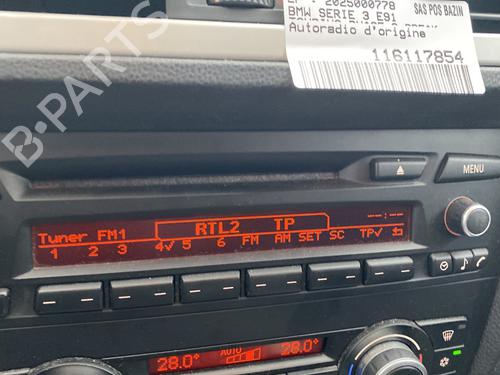 2025000778
SAS POS BAZIN
BMW SERIE 3 E91
Autoradio d'origine
116117854
B-PARTS
MENU
RTL2 TP
Tuner FM1
1 2 3 4✓ 5 6 FM AM SET SC TP✓
28.0° AUTO 28.0°